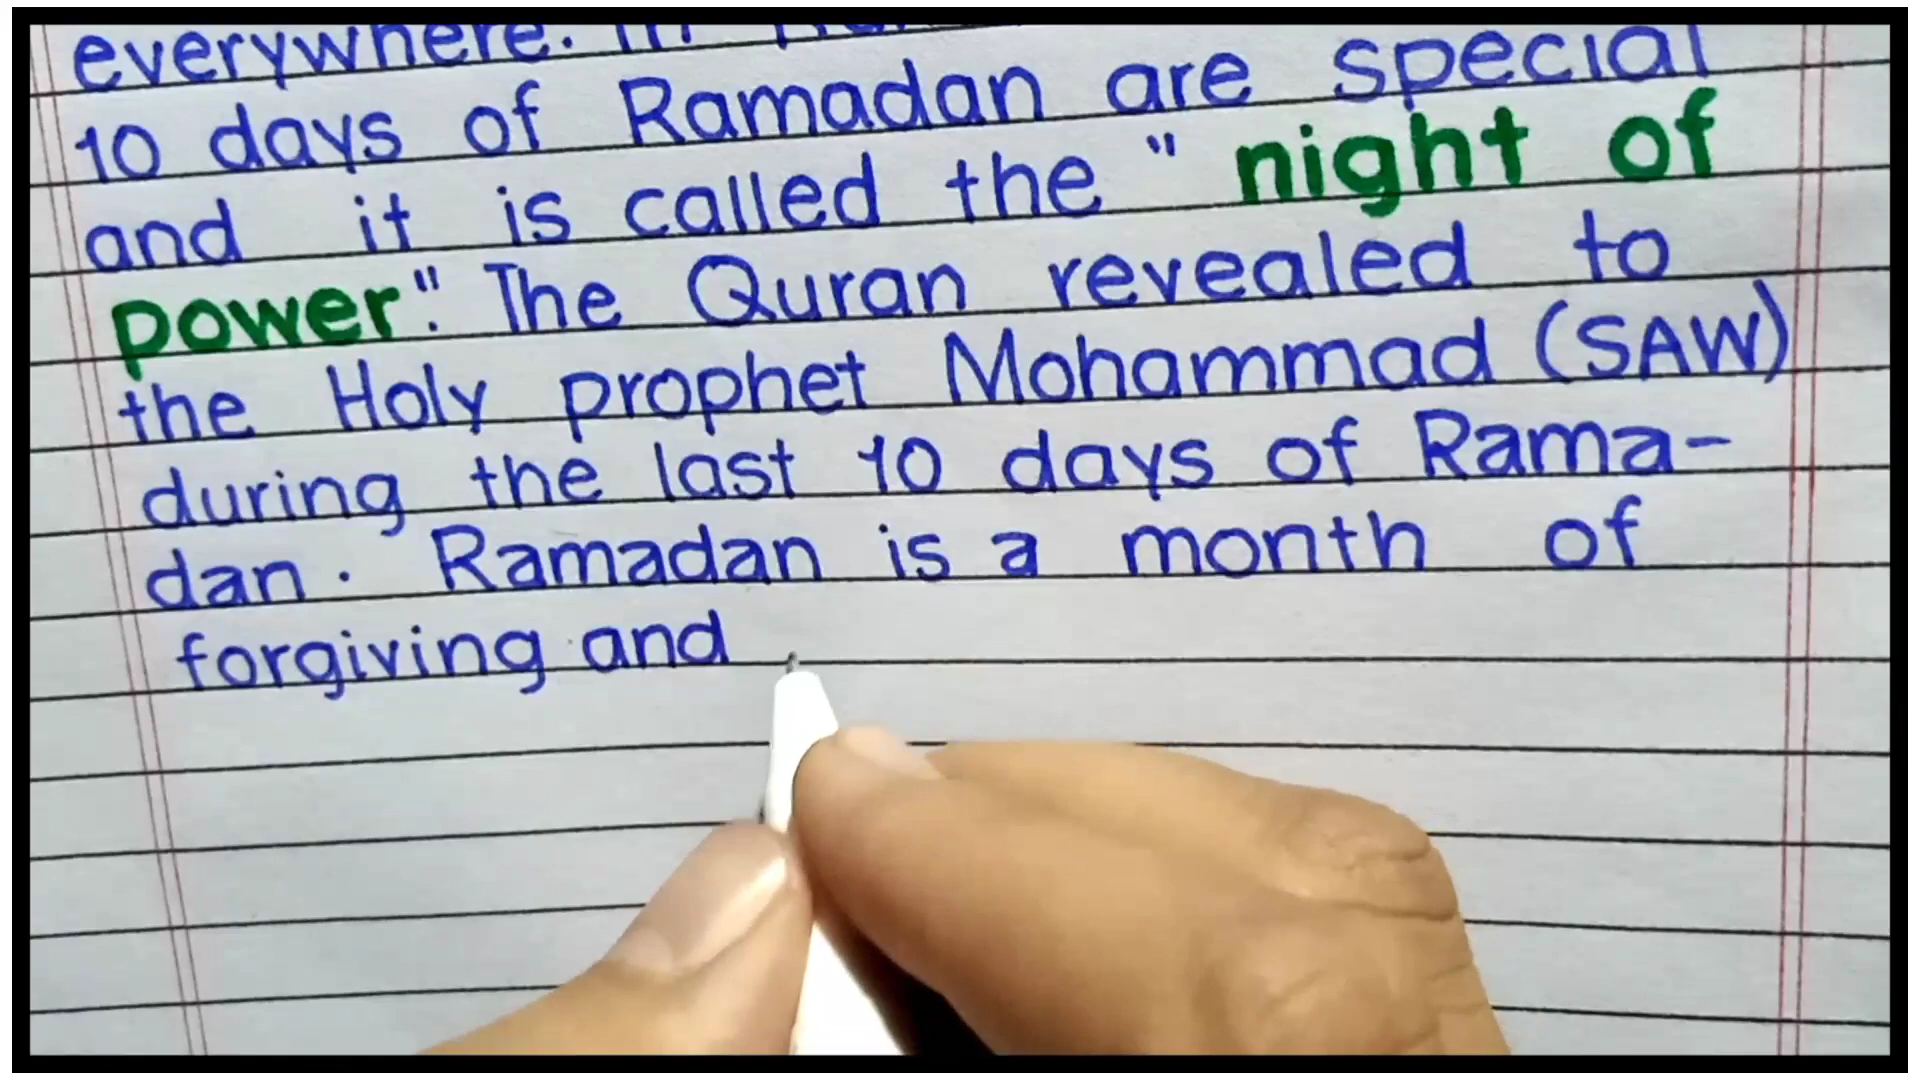 everywhere. In
10 days of Ramadan are special
and it is called the "night of
power". The Quran revealed to
the Holy prophet Mohammad (SAW)
during the last 10 days of Rama-
dan. Ramadan is a month of
forgiving and